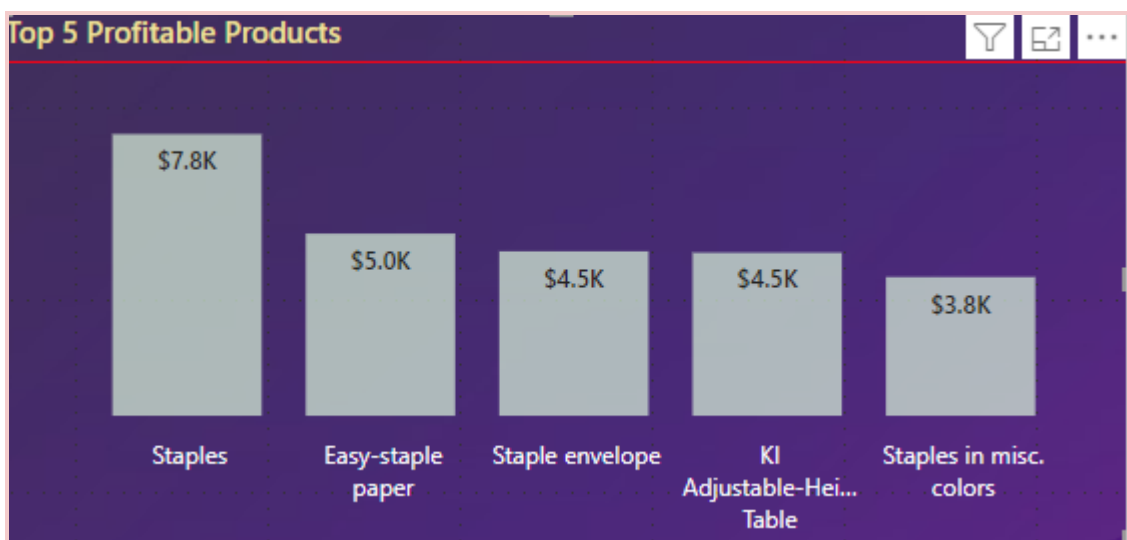 Top 5 Profitable Products
$7.8K
$5.0K
$4.5K
$4.5K
$3.8K
Staples
Easy-staple
paper
Staple envelope
KI
Adjustable-Hei...
Table
Staples in misc.
colors